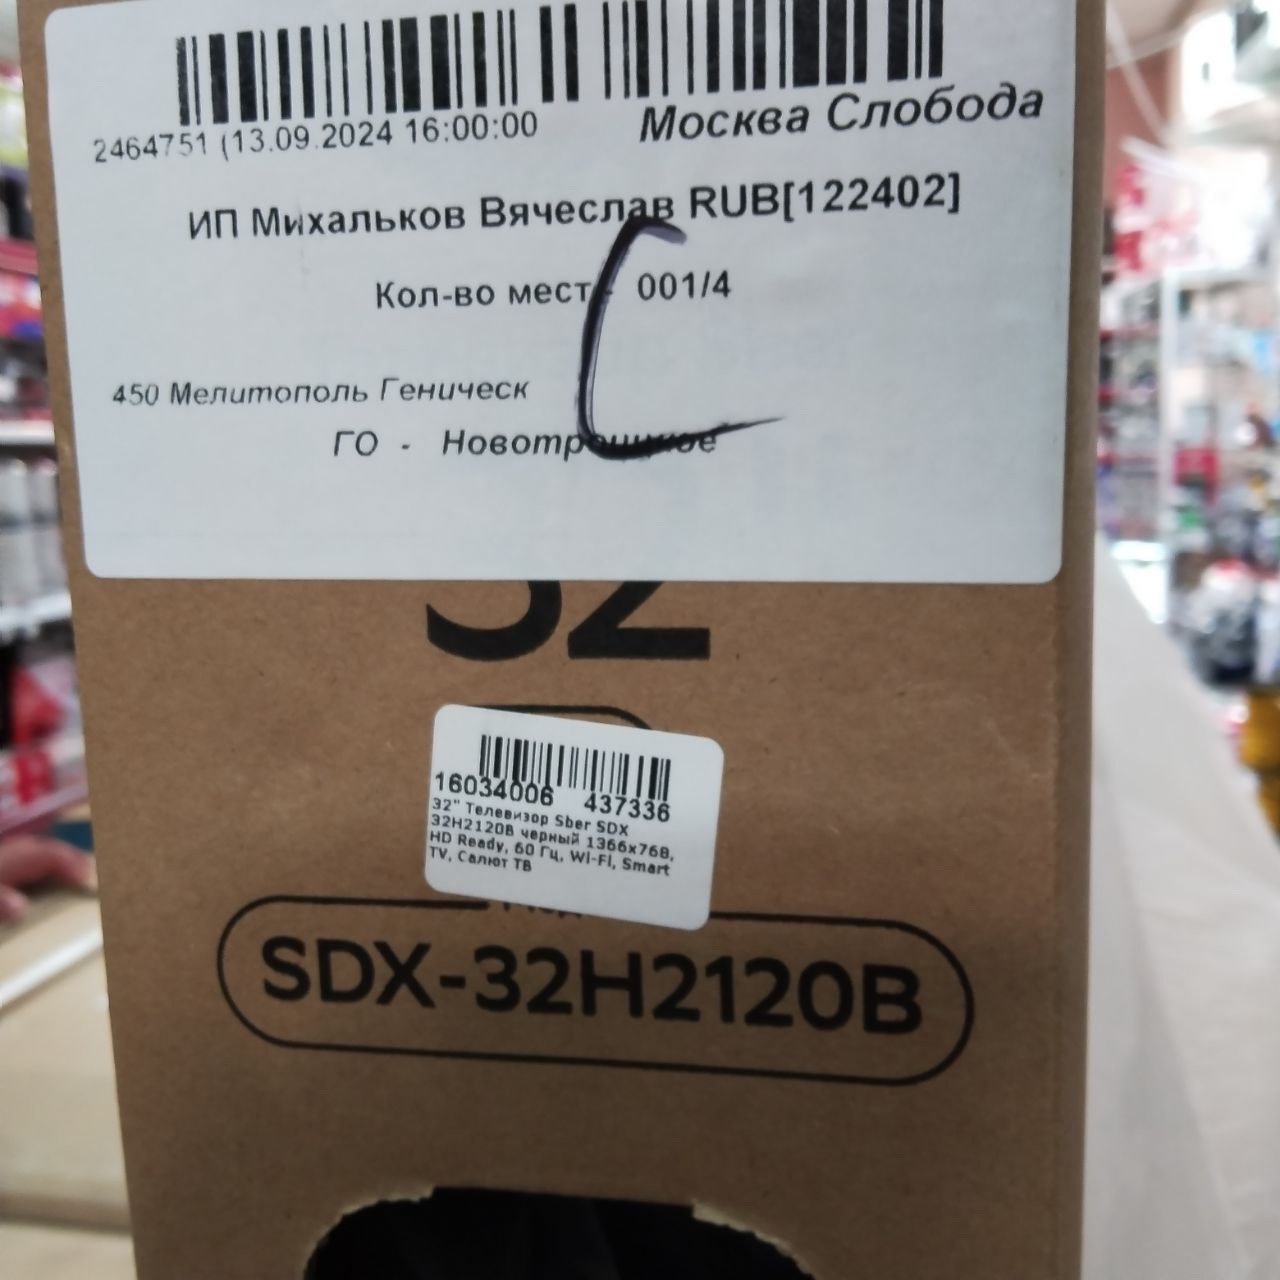 2464751 (13.09.2024 16:00:00
Москва Слобода
ИП Михальков Вячеслав RUB[122402]
Кол-во мест - 001/4
450 Мелитополь Геническ
ГО - Новотроицкое
С
32
16034006 437336
32" Телевизор Sber SDX
32H2120B черный 1366x768,
HD Ready, 60 Гц, Wi-Fi, Smart
TV, Салют ТВ
SDX-32H2120B